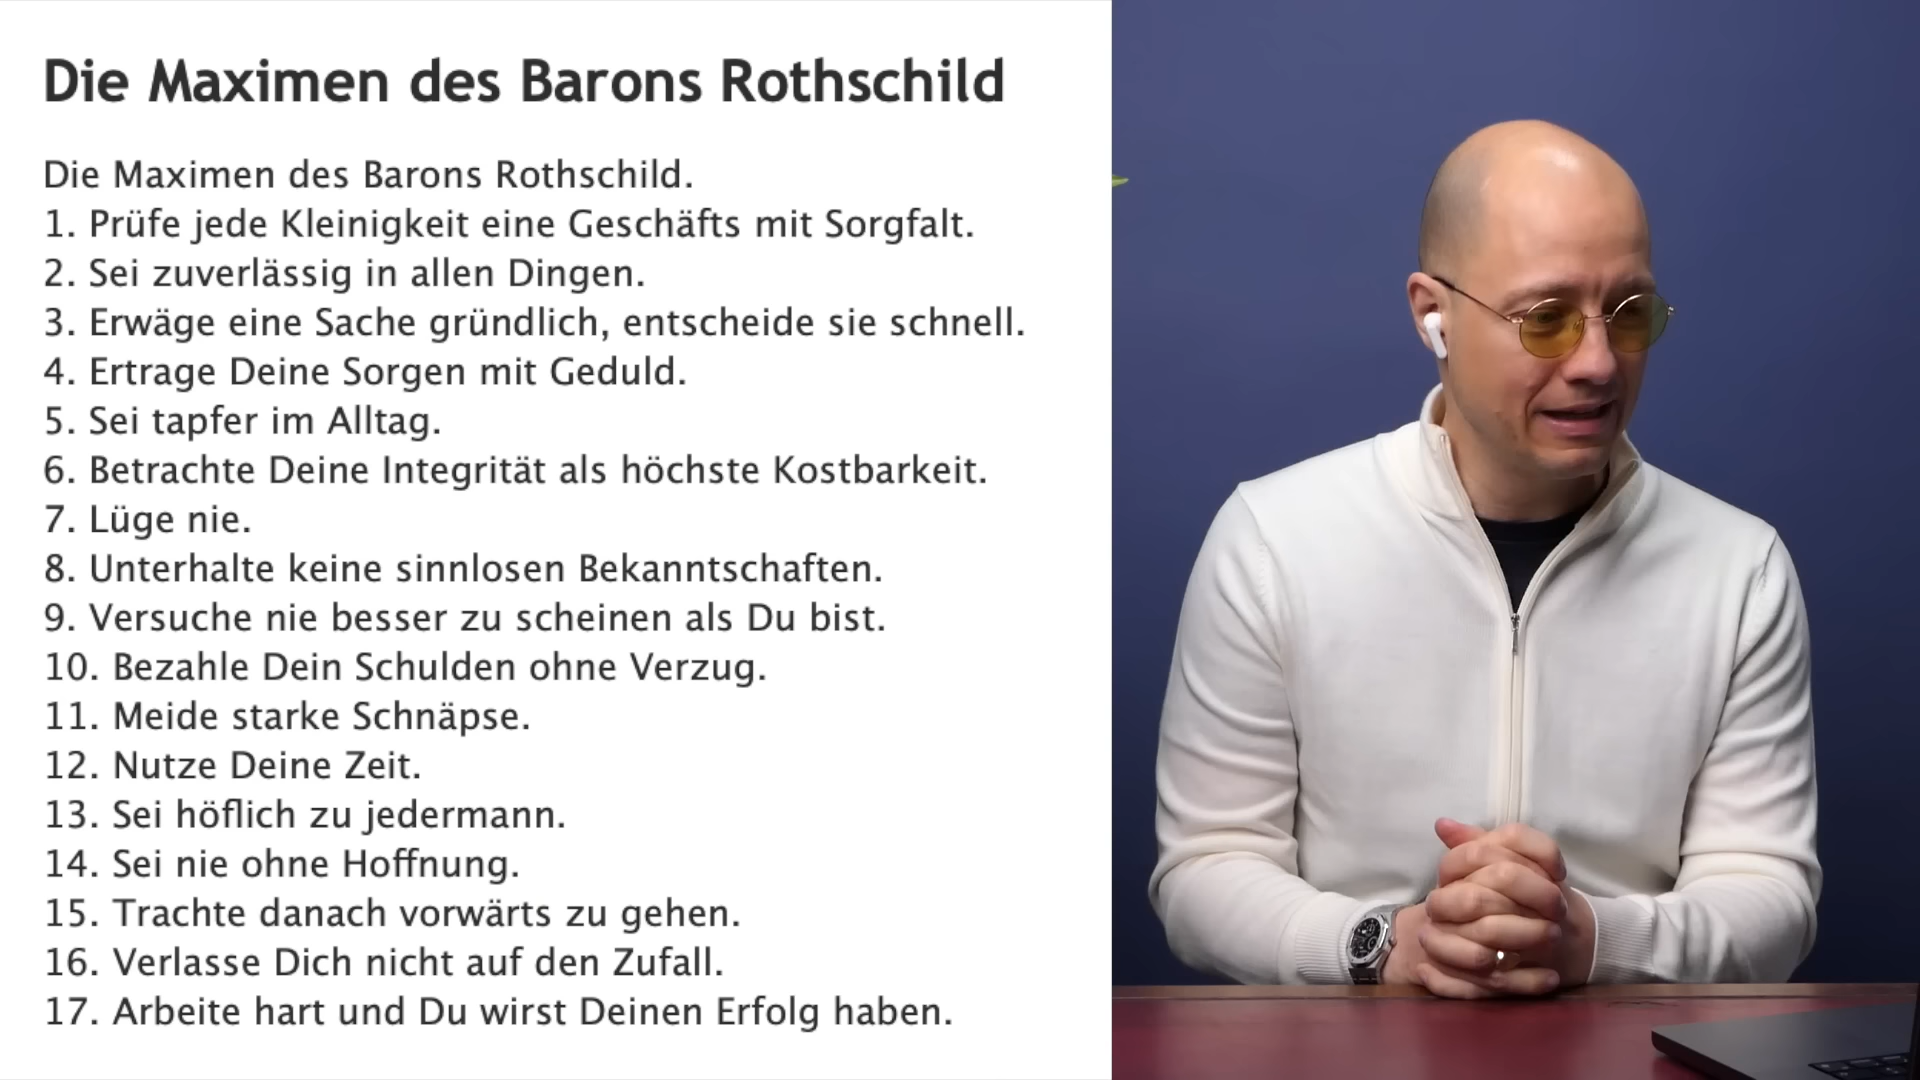 Die Maximen des Barons Rothschild
Die Maximen des Barons Rothschild.
1. Prüfe jede Kleinigkeit eine Geschäfts mit Sorgfalt.
2. Sei zuverlässig in allen Dingen.
3. Erwäge eine Sache gründlich, entscheide sie schnell.
4. Ertrage Deine Sorgen mit Geduld.
5. Sei tapfer im Alltag.
6. Betrachte Deine Integrität als höchste Kostbarkeit.
7. Lüge nie.
8. Unterhalte keine sinnlosen Bekanntschaften.
9. Versuche nie besser zu scheinen als Du bist.
10. Bezahle Dein Schulden ohne Verzug.
11. Meide starke Schnäpse.
12. Nutze Deine Zeit.
13. Sei höflich zu jedermann.
14. Sei nie ohne Hoffnung.
15. Trachte danach vorwärts zu gehen.
16. Verlasse Dich nicht auf den Zufall.
17. Arbeite hart und Du wirst Deinen Erfolg haben.